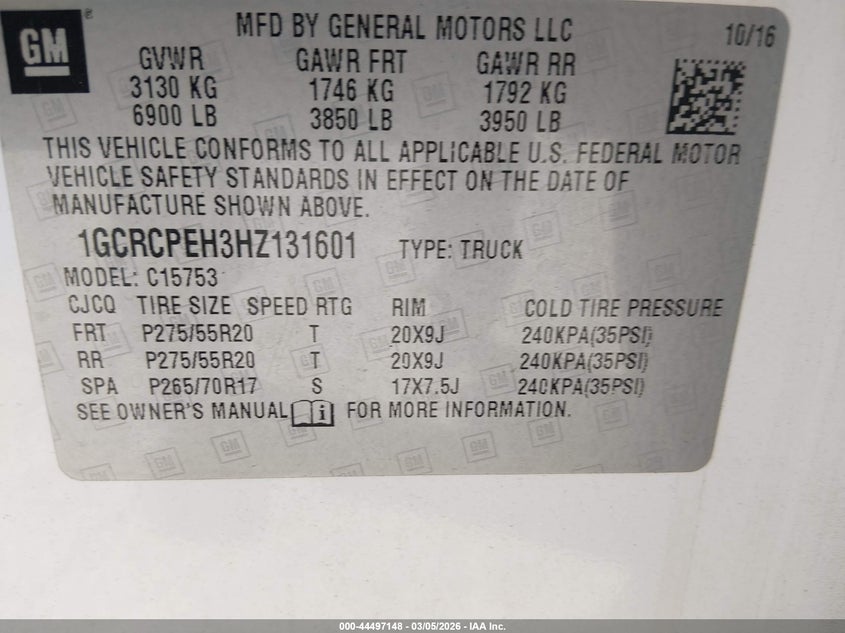 GM
®
MFD BY GENERAL MOTORS LLC
10/16
GVWR GAWR FRT GAWR RR
3130 KG 1746 KG 1792 KG
6900 LB 3850 LB 3950 LB
THIS VEHICLE CONFORMS TO ALL APPLICABLE U.S. FEDERAL MOTOR
VEHICLE SAFETY STANDARDS IN EFFECT ON THE DATE OF
MANUFACTURE SHOWN ABOVE.
1GCRCPEH3HZ131601 TYPE: TRUCK
MODEL: C15753
CJCQ TIRE SIZE SPEED RTG RIM COLD TIRE PRESSURE
FRT P275/55R20 T 20X9J 240KPA(35PSI)
RR P275/55R20 T 20X9J 240KPA(35PSI)
SPA P265/70R17 S 17X7.5J 240KPA(35PSI)
SEE OWNER'S MANUAL i FOR MORE INFORMATION.
000-44497148 - 03/05/2026 - IAA Inc.